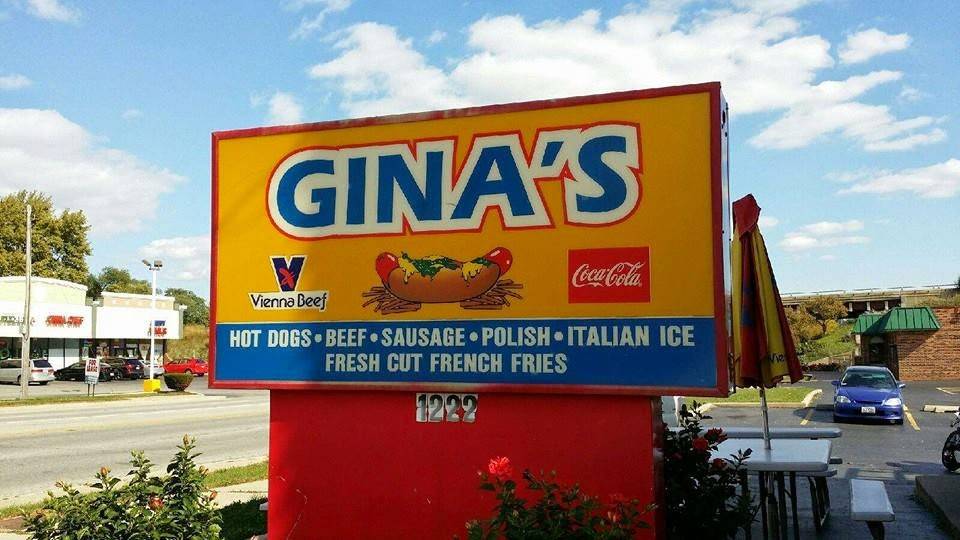 GINA'S
Vienna Beef
Coca-Cola
HOT DOGS • BEEF • SAUSAGE • POLISH • ITALIAN ICE
FRESH CUT FRENCH FRIES
1222